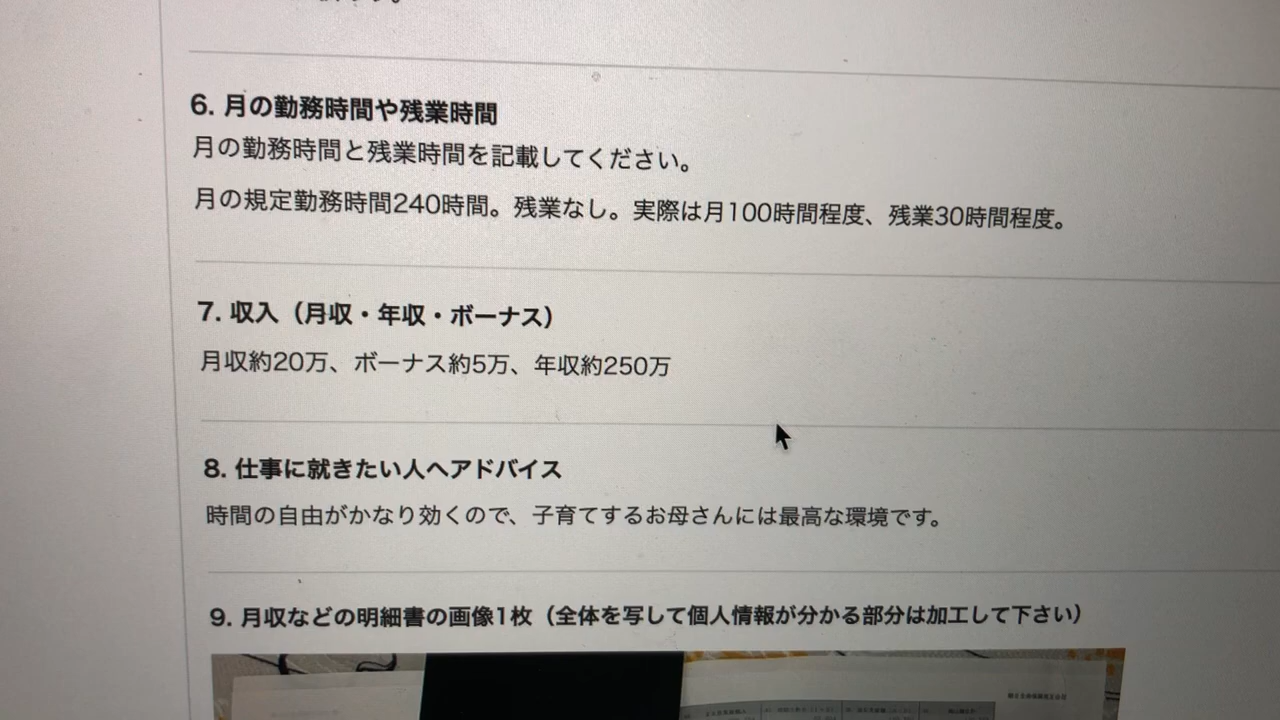 6. 月の勤務時間や残業時間
月の勤務時間と残業時間を記載してください。
月の規定勤務時間240時間。残業なし。実際は月100時間程度、残業30時間程度。
7. 収入（月収・年収・ボーナス）
月収約20万、ボーナス約5万、年収約250万
8. 仕事に就きたい人へアドバイス
時間の自由がかなり効くので、子育てするお母さんには最高な環境です。
9. 月収などの明細書の画像1枚（全体を写して個人情報が分かる部分は加工して下さい）